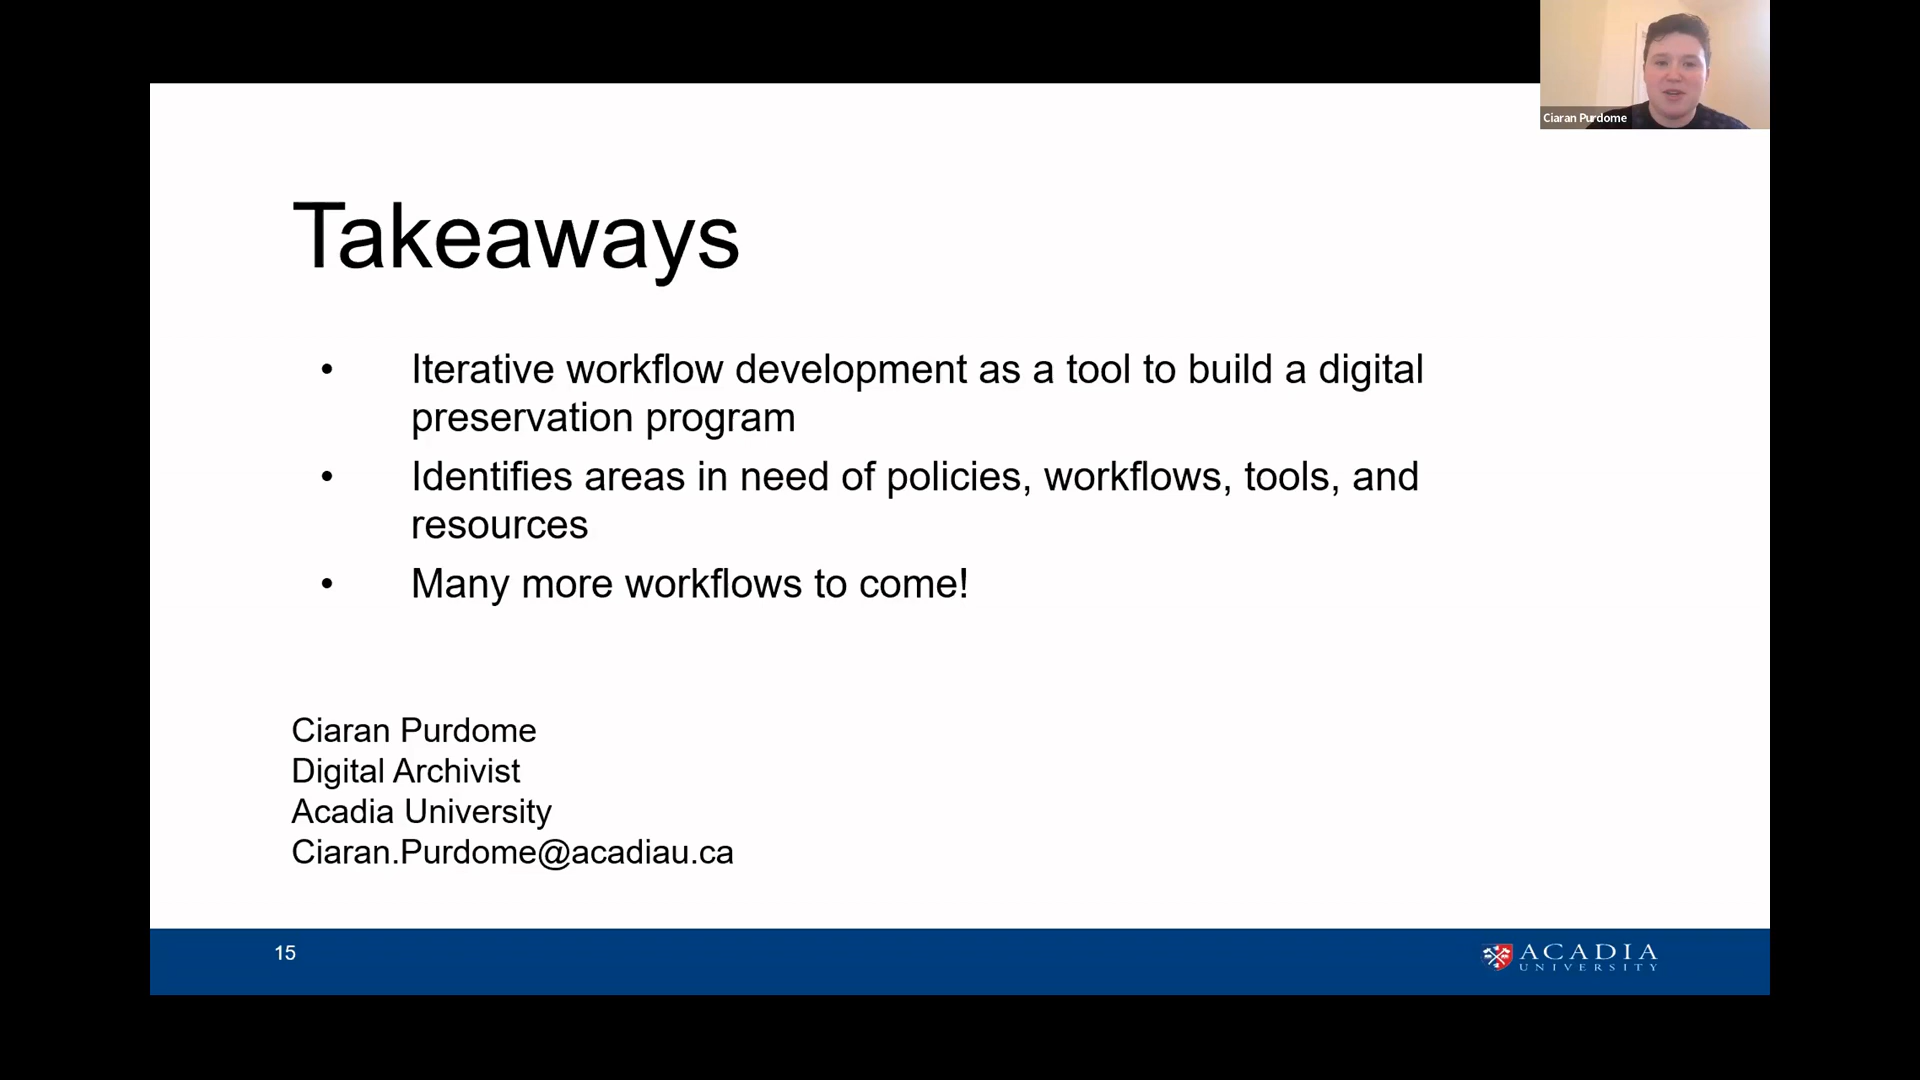 Ciaran Purdome
Takeaways
• Iterative workflow development as a tool to build a digital
preservation program
• Identifies areas in need of policies, workflows, tools, and
resources
• Many more workflows to come!
Ciaran Purdome
Digital Archivist
Acadia University
Ciaran.Purdome@acadiau.ca
15
ACADIA
UNIVERSITY